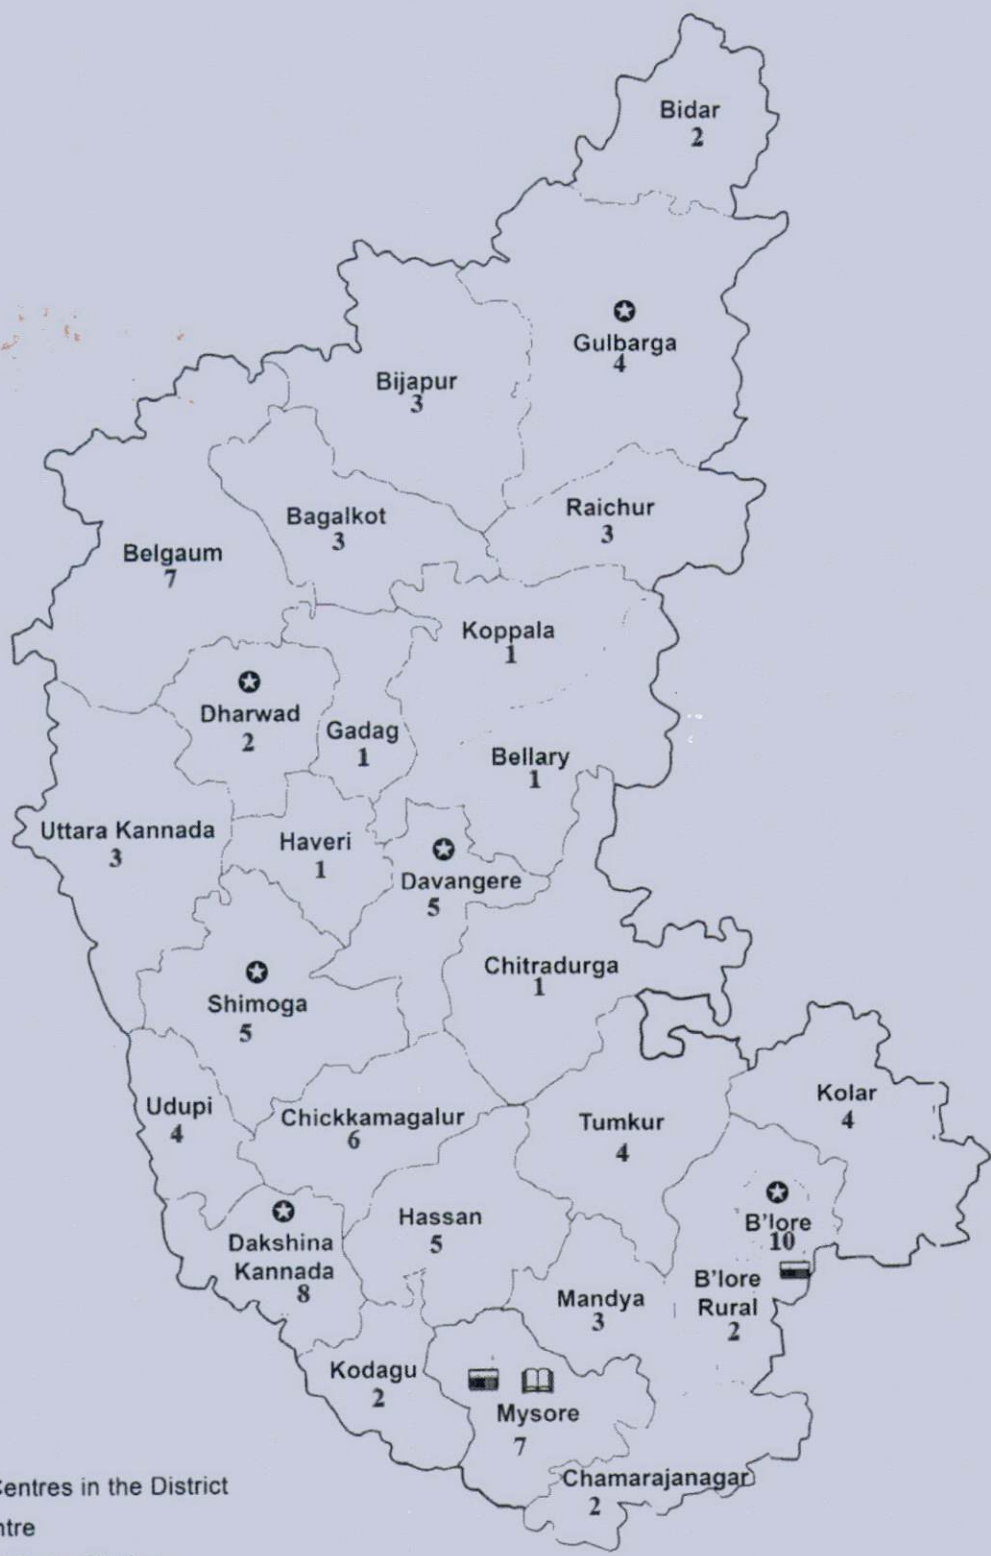 Bidar
2
Gulbarga
4
Bijapur
3
Raichur
3
Bagalkot
3
Belgaum
7
Koppala
1
Dharwad
2
Gadag
1
Bellary
1
Uttara Kannada
3
Haveri
1
Davangere
5
Chitradurga
1
Shimoga
5
Kolar
4
Udupi
4
Chickkamagalur
6
Tumkur
4
Hassan
5
B'lore
10
Dakshina
Kannada
8
B'lore
Rural
2
Mandya
3
Kodagu
2
Mysore
7
Chamarajanagar
2
Centres in the District